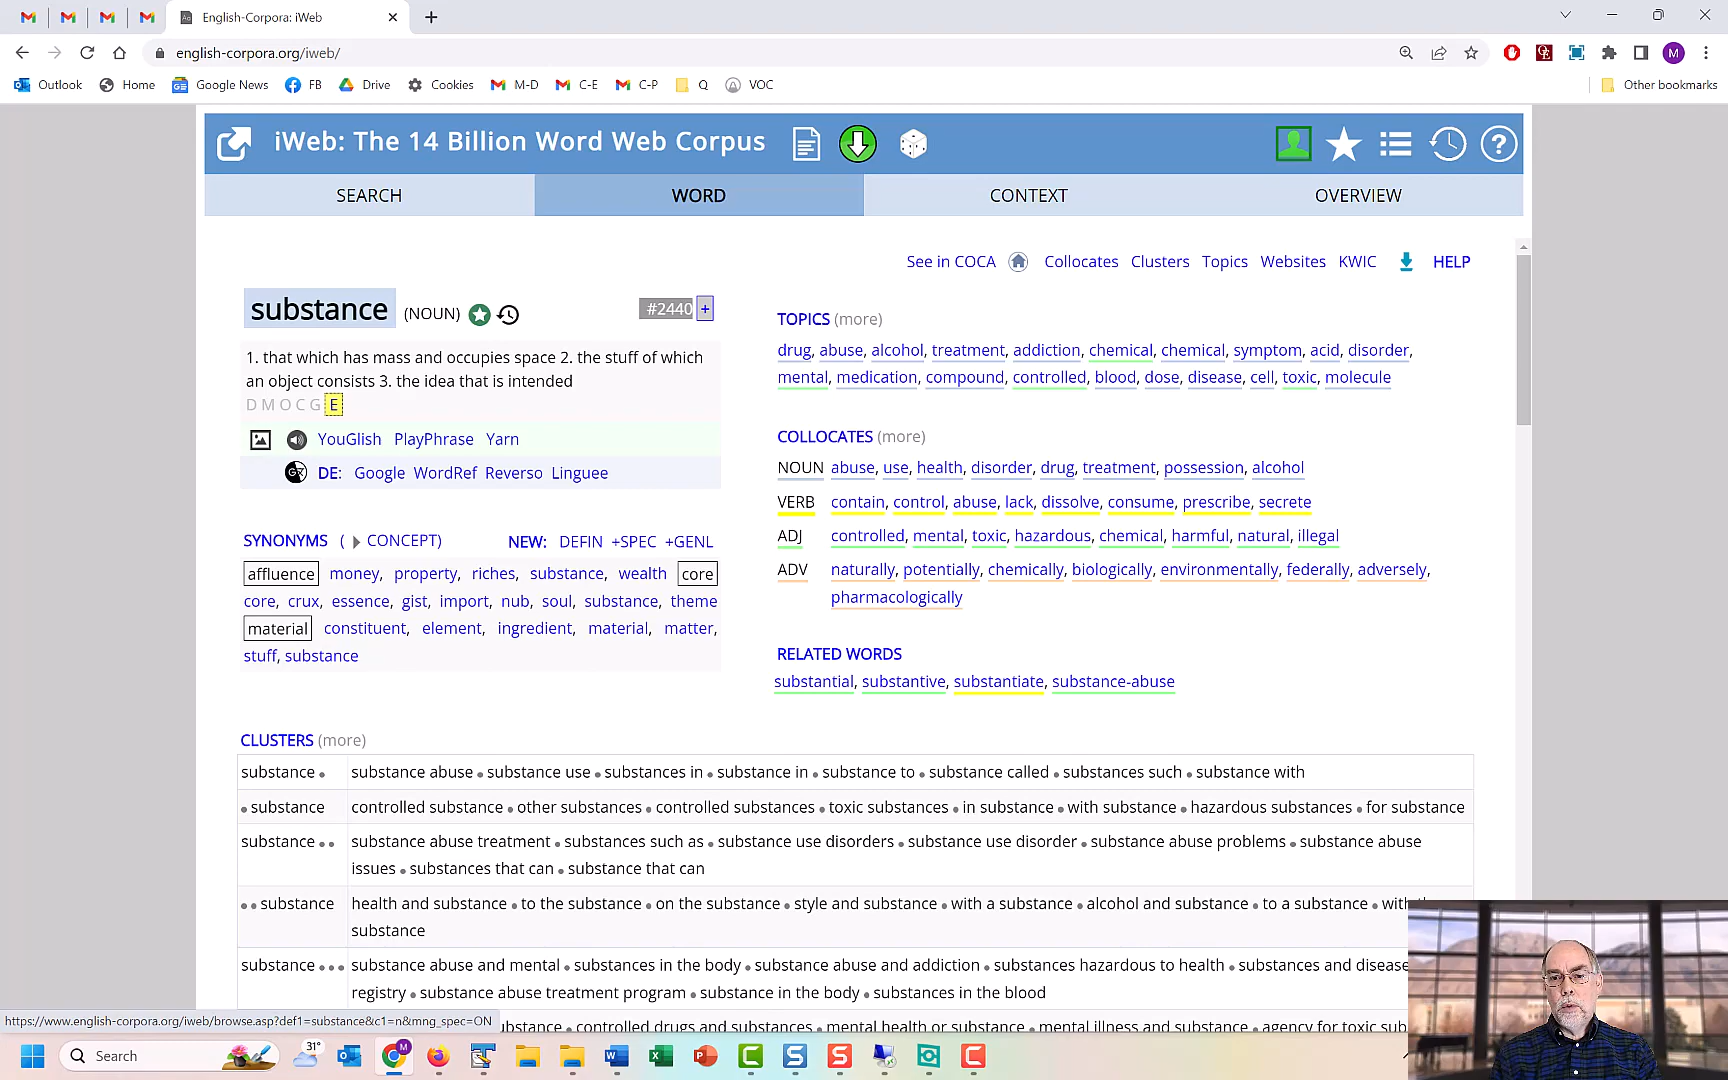 English-Corpora: iWeb
english-corpora.org/iweb/
M
Outlook Home Google News FB Drive Cookies M-D C-E C-P Q VOC Other bookmarks
iWeb: The 14 Billion Word Web Corpus
SEARCH WORD CONTEXT OVERVIEW
See in COCA Collocates Clusters Topics Websites KWIC HELP
substance (NOUN) #2440 +
1. that which has mass and occupies space 2. the stuff of which
an object consists 3. the idea that is intended
D M O C G E
YouGlish PlayPhrase Yarn
DE: Google WordRef Reverso Linguee
SYNONYMS ( CONCEPT) NEW: DEFIN +SPEC +GENL
affluence money, property, riches, substance, wealth core
core, crux, essence, gist, import, nub, soul, substance, theme
material constituent, element, ingredient, material, matter,
stuff, substance
TOPICS (more)
drug, abuse, alcohol, treatment, addiction, chemical, chemical, symptom, acid, disorder,
mental, medication, compound, controlled, blood, dose, disease, cell, toxic, molecule
COLLOCATES (more)
NOUN abuse, use, health, disorder, drug, treatment, possession, alcohol
VERB contain, control, abuse, lack, dissolve, consume, prescribe, secrete
ADJ controlled, mental, toxic, hazardous, chemical, harmful, natural, illegal
ADV naturally, potentially, chemically, biologically, environmentally, federally, adversely,
pharmacologically
RELATED WORDS
substantial, substantive, substantiate, substance-abuse
CLUSTERS (more)
substance • substance abuse • substance use • substances in • substance in • substance to • substance called • substances such • substance with
• substance controlled substance • other substances • controlled substances • toxic substances • in substance • with substance • hazardous substances • for substance
substance • • substance abuse treatment • substances such as • substance use disorders • substance use disorder • substance abuse problems • substance abuse
issues • substances that can • substance that can
• • substance health and substance • to the substance • on the substance • style and substance • with a substance • alcohol and substance • to a substance • with
substance
substance • • • substance abuse and mental • substances in the body • substance abuse and addiction • substances hazardous to health • substances and disease
registry • substance abuse treatment program • substance in the body • substances in the blood
https://www.english-corpora.org/iweb/browse.asp?def1=substance&c1=n&mng_spec=ON
• controlled drugs and substances • mental health or substance • mental illness and substance • agency for toxic
Search 31°